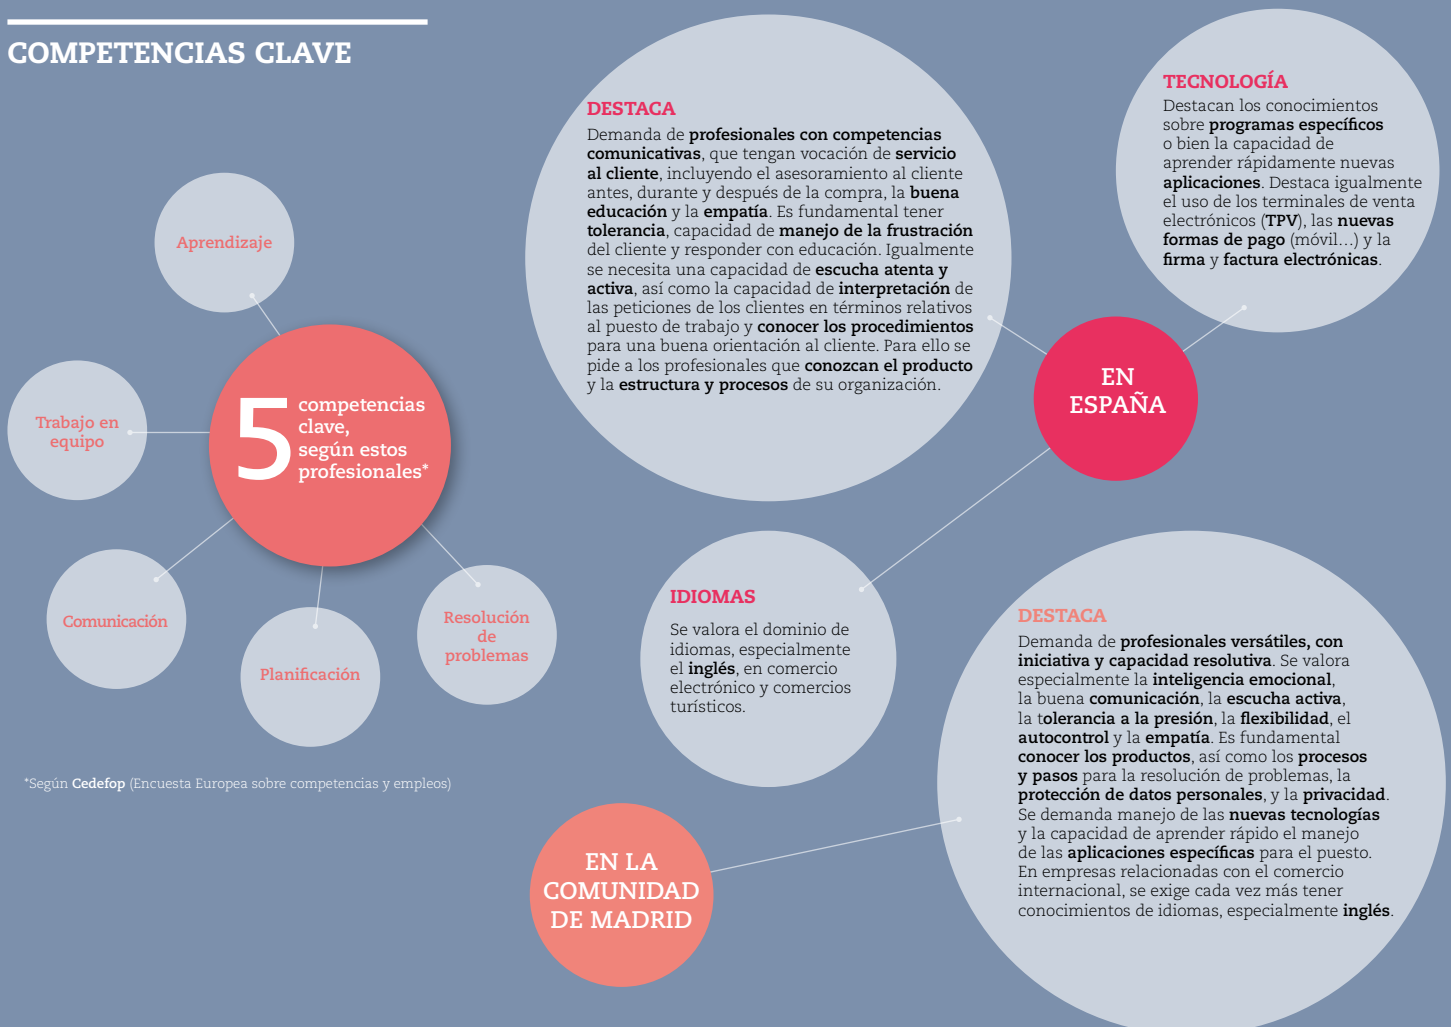 COMPETENCIAS CLAVE
Aprendizaje
Trabajo en
equipo
5
competencias
clave,
según estos
profesionales*
Comunicación
Planificación
Resolución
de
problemas
*Según Cedefop (Encuesta Europea sobre competencias y empleos)
DESTACA
Demanda de profesionales con competencias
comunicativas, que tengan vocación de servicio
al cliente, incluyendo el asesoramiento al cliente
antes, durante y después de la compra, la buena
educación y la empatía. Es fundamental tener
tolerancia, capacidad de manejo de la frustración
del cliente y responder con educación. Igualmente
se necesita una capacidad de escucha atenta y
activa, así como la capacidad de interpretación de
las peticiones de los clientes en términos relativos
al puesto de trabajo y conocer los procedimientos
para una buena orientación al cliente. Para ello se
pide a los profesionales que conozcan el producto
y la estructura y procesos de su organización.
TECNOLOGÍA
Destacan los conocimientos
sobre programas específicos
o bien la capacidad de
aprender rápidamente nuevas
aplicaciones. Destaca igualmente
el uso de los terminales de venta
electrónicos (TPV), las nuevas
formas de pago (móvil...) y la
firma y factura electrónicas.
EN
ESPAÑA
IDIOMAS
Se valora el dominio de
idiomas, especialmente
el inglés, en comercio
electrónico y comercios
turísticos.
EN LA
COMUNIDAD
DE MADRID
DESTACA
Demanda de profesionales versátiles, con
iniciativa y capacidad resolutiva. Se valora
especialmente la inteligencia emocional,
la buena comunicación, la escucha activa,
la tolerancia a la presión, la flexibilidad, el
autocontrol y la empatía. Es fundamental
conocer los productos, así como los procesos
y pasos para la resolución de problemas, la
protección de datos personales, y la privacidad.
Se demanda manejo de las nuevas tecnologías
y la capacidad de aprender rápido el manejo
de las aplicaciones específicas para el puesto.
En empresas relacionadas con el comercio
internacional, se exige cada vez más tener
conocimientos de idiomas, especialmente inglés.